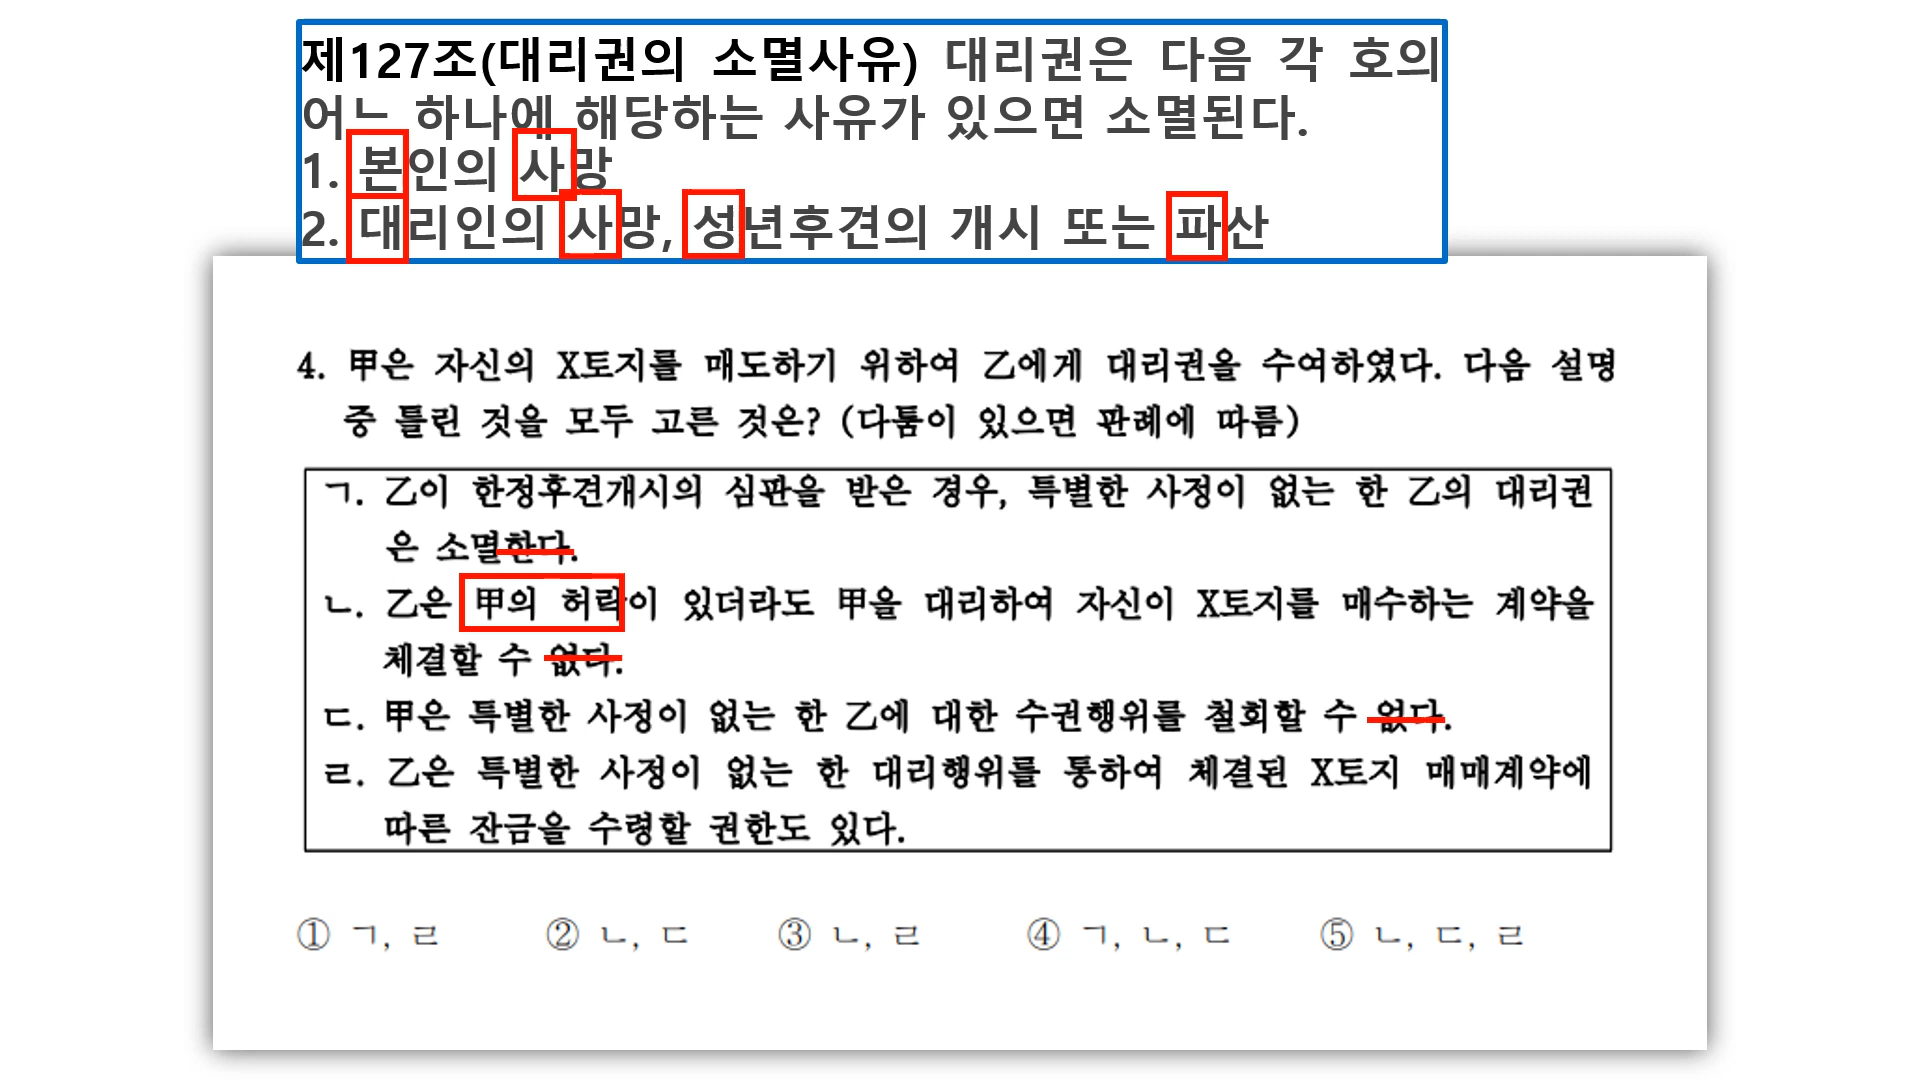 제127조(대리권의 소멸사유) 대리권은 다음 각 호의
어느 하나에 해당하는 사유가 있으면 소멸된다.
1. 본인의 사망
2. 대리인의 사망, 성년후견의 개시 또는 파산
4. 甲은 자신의 X토지를 매도하기 위하여 乙에게 대리권을 수여하였다. 다음 설명
중 틀린 것을 모두 고른 것은? (다툼이 있으면 판례에 따름)
ㄱ. 乙이 한정후견개시의 심판을 받은 경우, 특별한 사정이 없는 한 乙의 대리권
은 소멸한다.
ㄴ. 乙은 甲의 허락이 있더라도 甲을 대리하여 자신이 X토지를 매수하는 계약을
체결할 수 없다.
ㄷ. 甲은 특별한 사정이 없는 한 乙에 대한 수권행위를 철회할 수 없다.
ㄹ. 乙은 특별한 사정이 없는 한 대리행위를 통하여 체결된 X토지 매매계약에
따른 잔금을 수령할 권한도 있다.
① ㄱ, ㄹ ② ㄴ, ㄷ ③ ㄴ, ㄹ ④ ㄱ, ㄴ, ㄷ ⑤ ㄴ, ㄷ, ㄹ